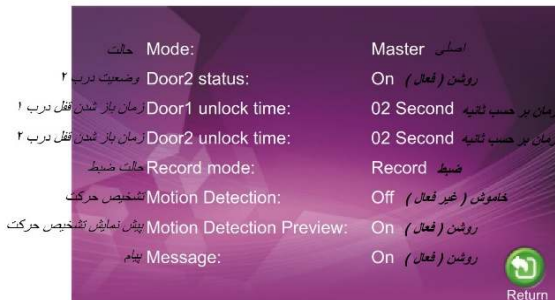 حالت Mode: Master اصلی
وضعیت درب ۲ Door2 status: On روشن ( فعال )
زمان باز شدن قفل درب ۱ Door1 unlock time: 02 Second زمان بر حسب ثانیه
زمان باز شدن قفل درب ۲ Door2 unlock time: 02 Second زمان بر حسب ثانیه
حالت ضبط Record mode: Record ضبط
تشخیص حرکت Motion Detection: Off خاموش ( غیر فعال )
پیش نمایش تشخیص حرکت Motion Detection Preview: On روشن ( فعال )
پیام Message: On روشن ( فعال )
Return